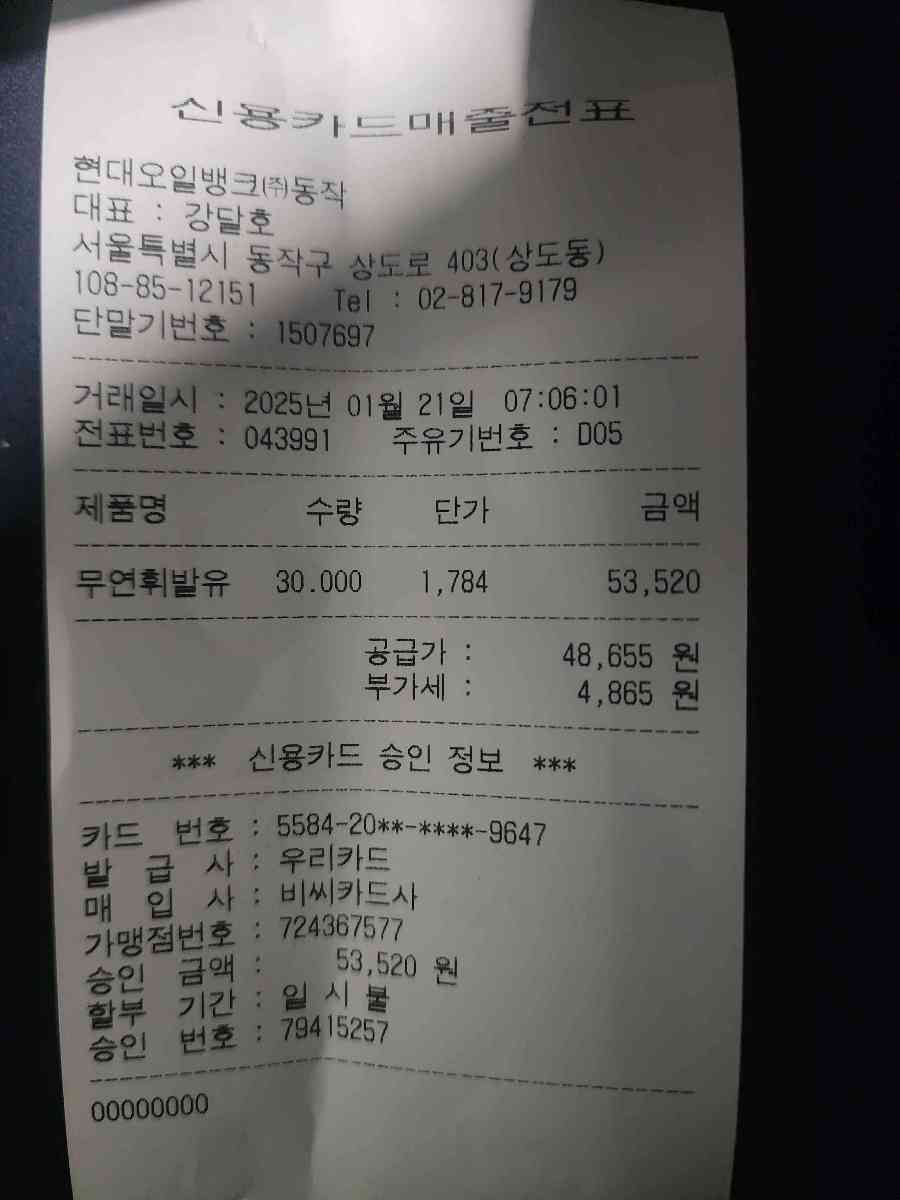 신용카드매출전표
현대오일뱅크㈜동작
대표 : 강달호
서울특별시 동작구 상도로 403(상도동)
108-85-12151 Tel : 02-817-9179
단말기번호 : 1507697
거래일시 : 2025년 01월 21일 07:06:01
전표번호 : 043991 주유기번호 : D05
제품명 수량 단가 금액
무연휘발유 30.000 1,784 53,520
공급가 : 48,655 원
부가세 : 4,865 원
*** 신용카드 승인 정보 ***
카드 번호 : 5584-20**-****-9647
발 급 사 : 우리카드
매 입 사 : 비씨카드사
가맹점번호 : 724367577
승인 금액 : 53,520 원
할부 기간 : 일 시 불
승인 번호 : 79415257
00000000